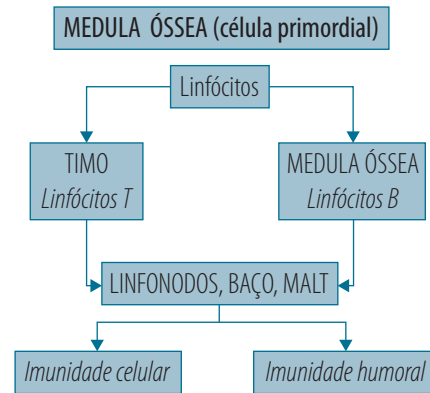 MEDULA ÓSSEA (célula primordial)
Linfócitos
TIMO
Linfócitos T
MEDULA ÓSSEA
Linfócitos B
LINFONODOS, BAÇO, MALT
Imunidade celular
Imunidade humoral